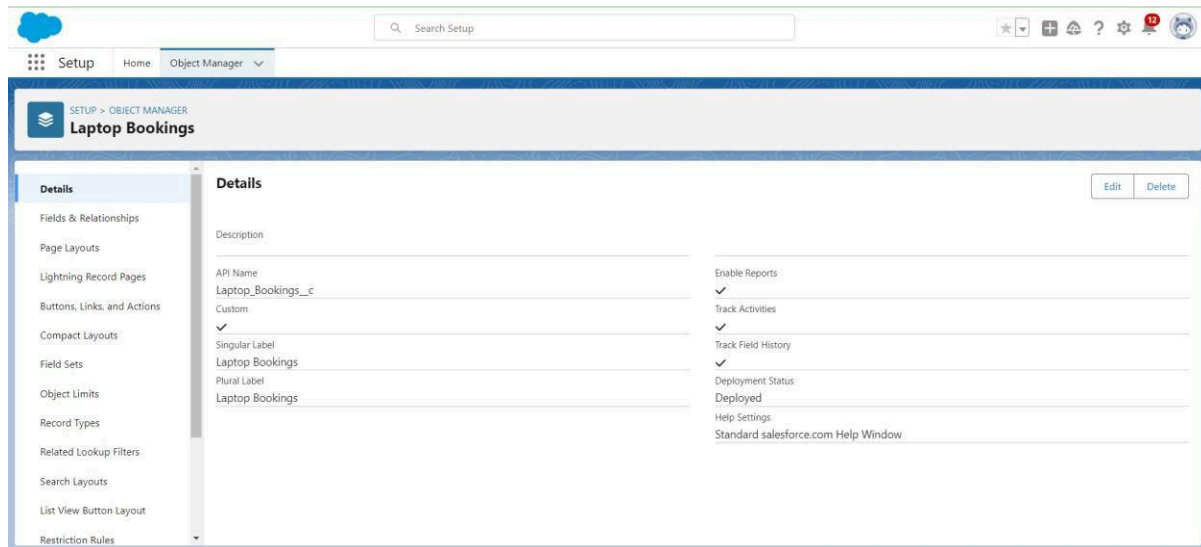 Search Setup
12
Setup
Home
Object Manager
SETUP > OBJECT MANAGER
Laptop Bookings
Details
Fields & Relationships
Page Layouts
Lightning Record Pages
Buttons, Links, and Actions
Compact Layouts
Field Sets
Object Limits
Record Types
Related Lookup Filters
Search Layouts
List View Button Layout
Restriction Rules
Details
Edit
Delete
Description
API Name
Laptop_Bookings__c
Custom
Singular Label
Laptop Bookings
Plural Label
Laptop Bookings
Enable Reports
Track Activities
Track Field History
Deployment Status
Deployed
Help Settings
Standard salesforce.com Help Window